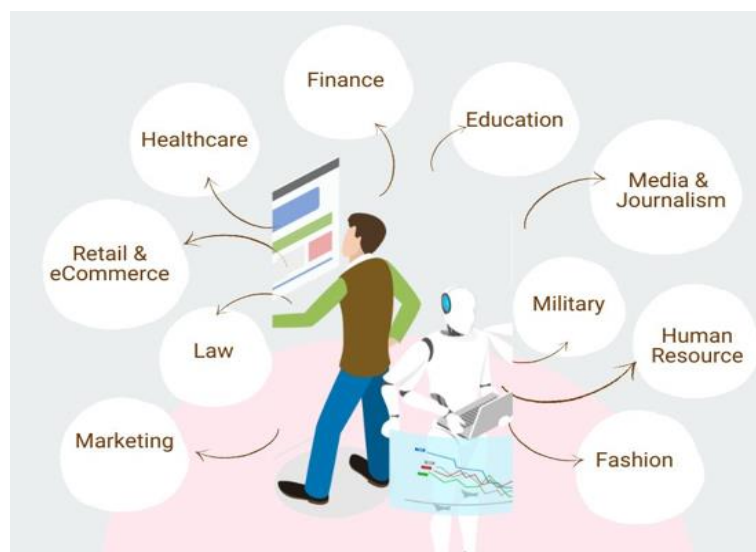 Finance
Education
Healthcare
Media &
Journalism
Retail &
eCommerce
Military
Human
Resource
Law
Marketing
Fashion